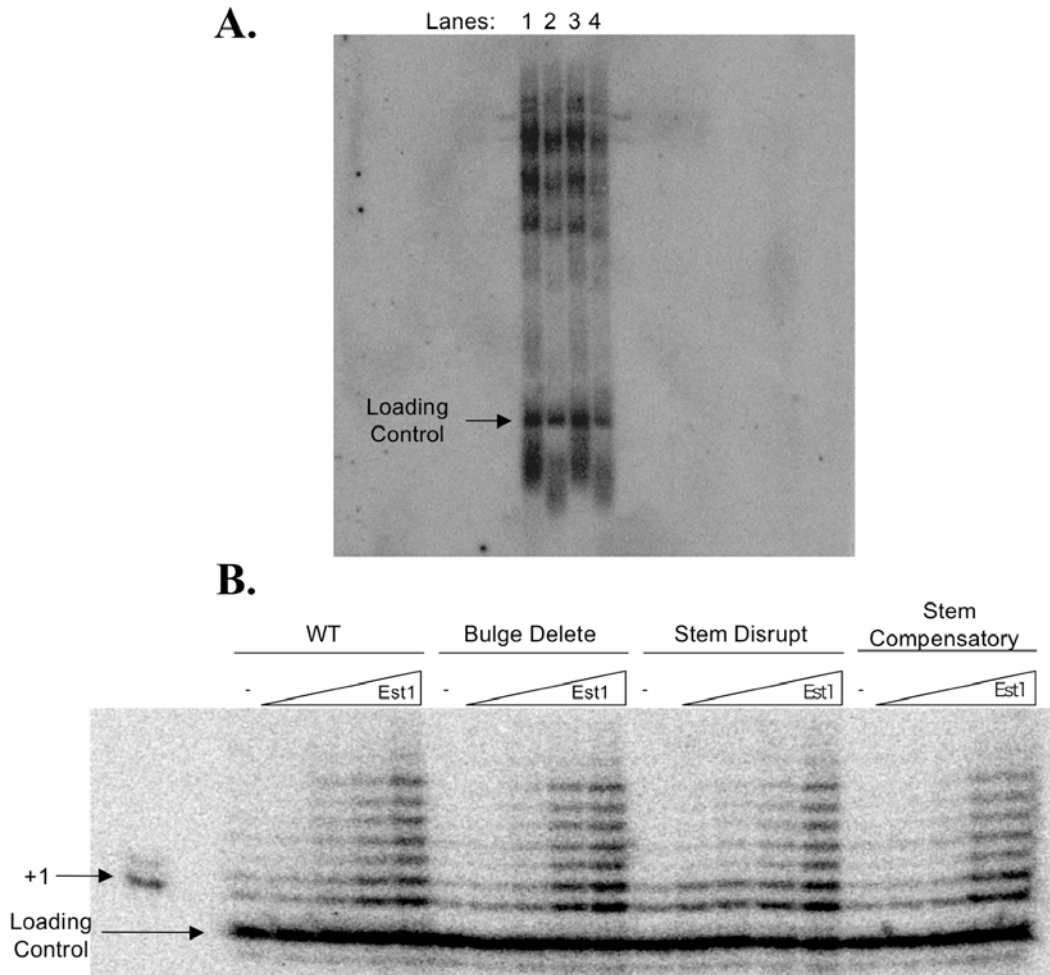 A.
Lanes: 1 2 3 4
Loading
Control
B.
WT
Bulge Delete
Stem Disrupt
Stem
Compensatory
- Est1
- Est1
- Est1
- Est1
+1
Loading
Control